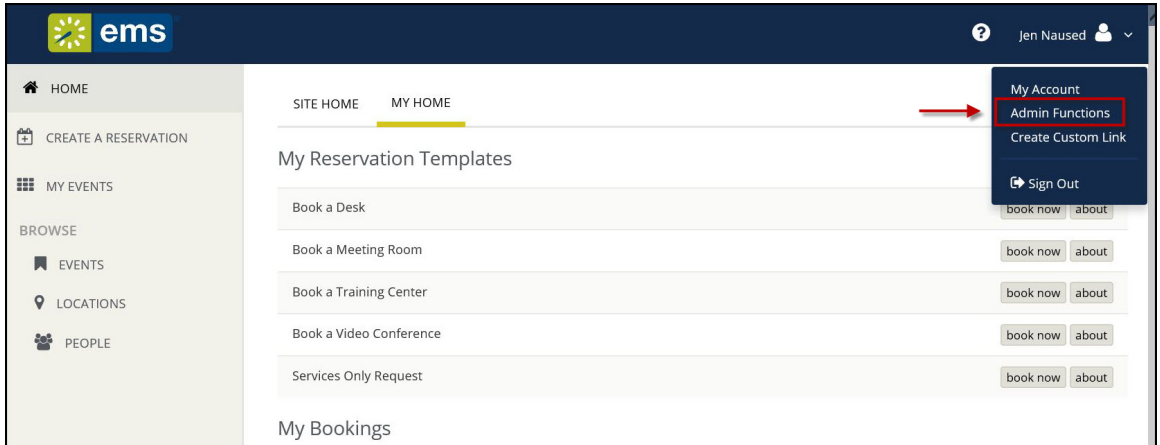 ems
Jen Naused
HOME
CREATE A RESERVATION
MY EVENTS
BROWSE
EVENTS
LOCATIONS
PEOPLE
SITE HOME MY HOME
My Account
Admin Functions
Create Custom Link
Sign Out
My Reservation Templates
Book a Desk book now about
Book a Meeting Room book now about
Book a Training Center book now about
Book a Video Conference book now about
Services Only Request book now about
My Bookings